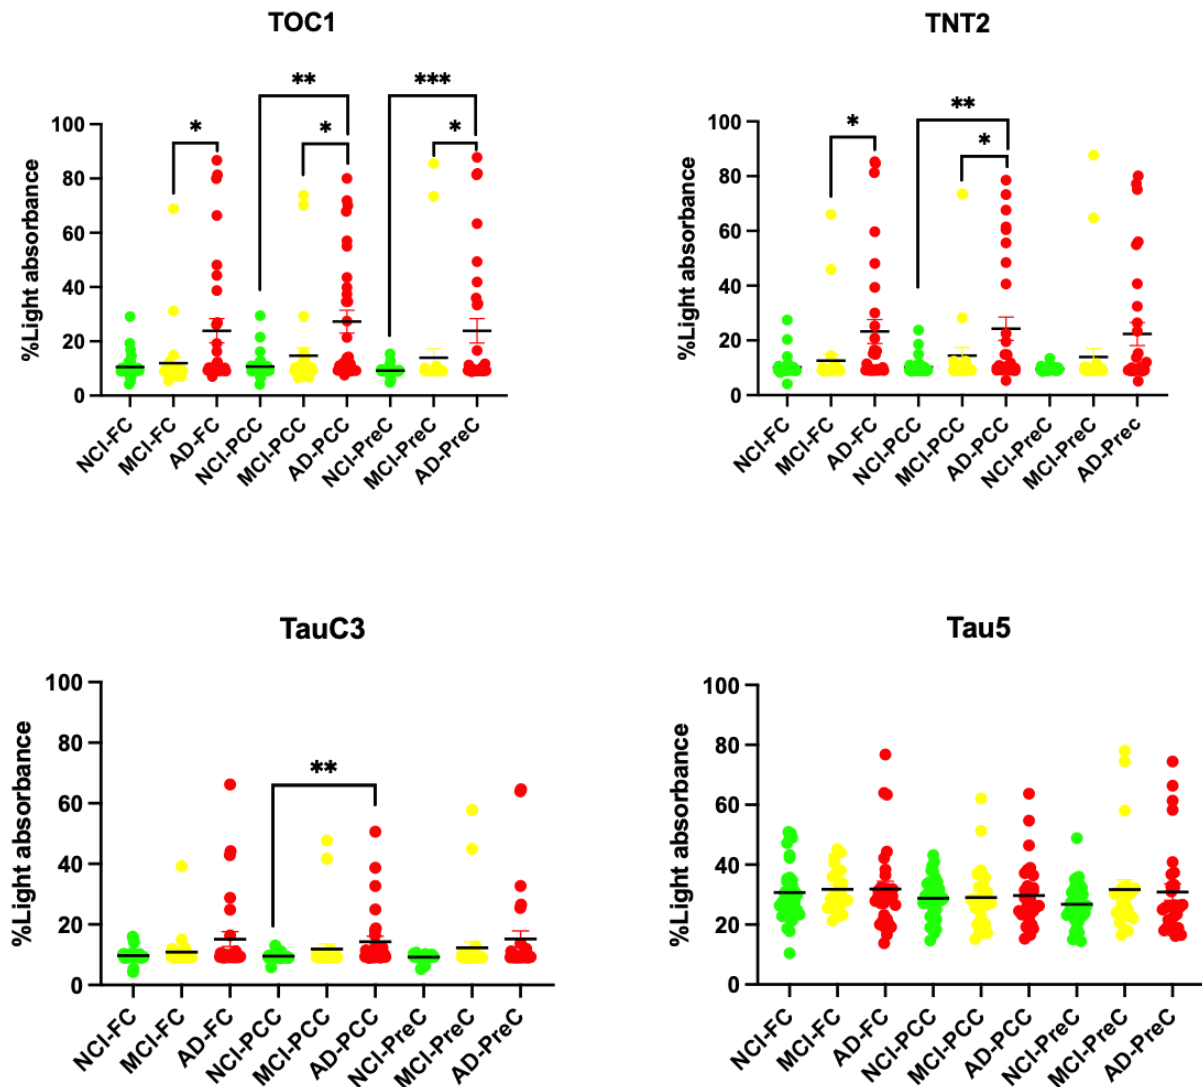 TOC1
**
***
*
*
*
%Light absorbance
100
80
60
40
20
0
NCI-FC
MCI-FC
AD-FC
NCI-PCC
MCI-PCC
AD-PCC
NCI-PreC
MCI-PreC
AD-PreC
TNT2
**
*
*
%Light absorbance
100
80
60
40
20
0
NCI-FC
MCI-FC
AD-FC
NCI-PCC
MCI-PCC
AD-PCC
NCI-PreC
MCI-PreC
AD-Prec
TauC3
**
%Light absorbance
100
80
60
40
20
0
NCI-FC
MCI-FC
AD-FC
NCI-PCC
MCI-PCC
AD-PCC
NCI-PreC
MCI-PreC
AD-PreC
Tau5
%Light absorbance
100
80
60
40
20
0
NCI-FC
MCI-FC
AD-FC
NCI-PCC
MCI-PCC
AD-PCC
NCI-PreC
MCI-PreC
AD-PreC